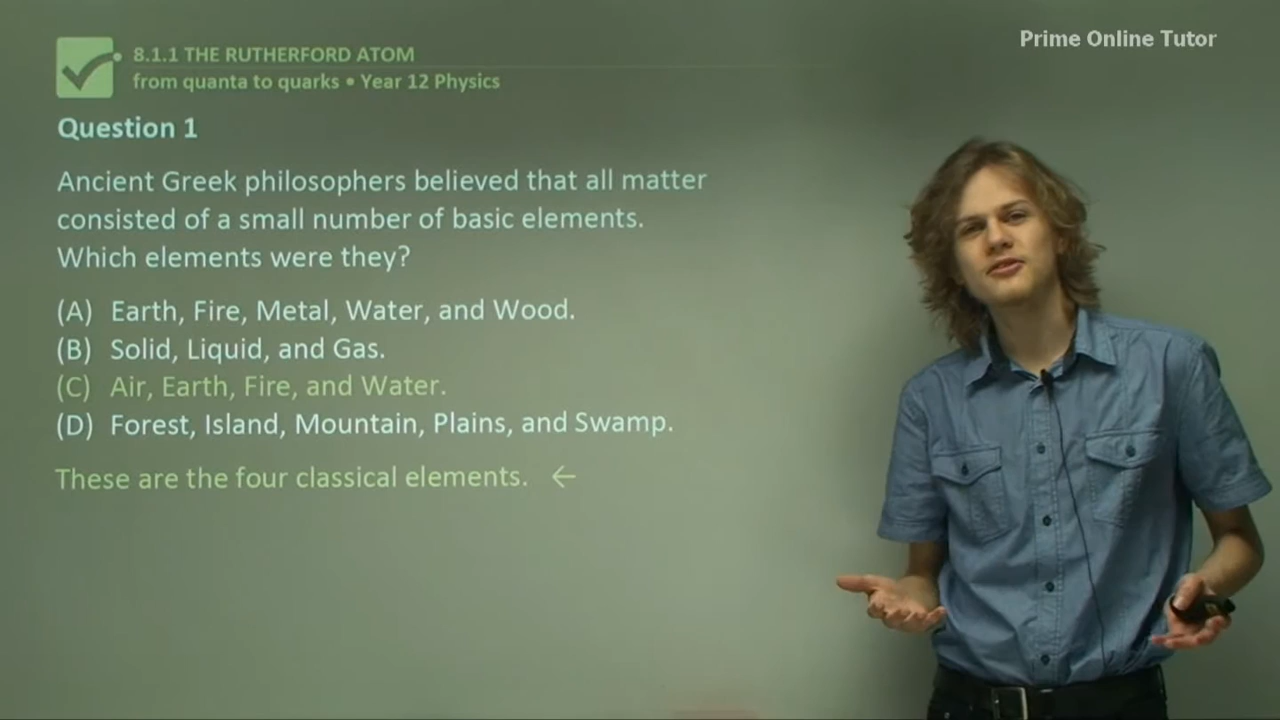 Prime Online Tutor
8.1.1 THE RUTHERFORD ATOM
from quanta to quarks • Year 12 Physics
Question 1
Ancient Greek philosophers believed that all matter
consisted of a small number of basic elements.
Which elements were they?
(A) Earth, Fire, Metal, Water, and Wood.
(B) Solid, Liquid, and Gas.
(C) Air, Earth, Fire, and Water.
(D) Forest, Island, Mountain, Plains, and Swamp.
These are the four classical elements. ←